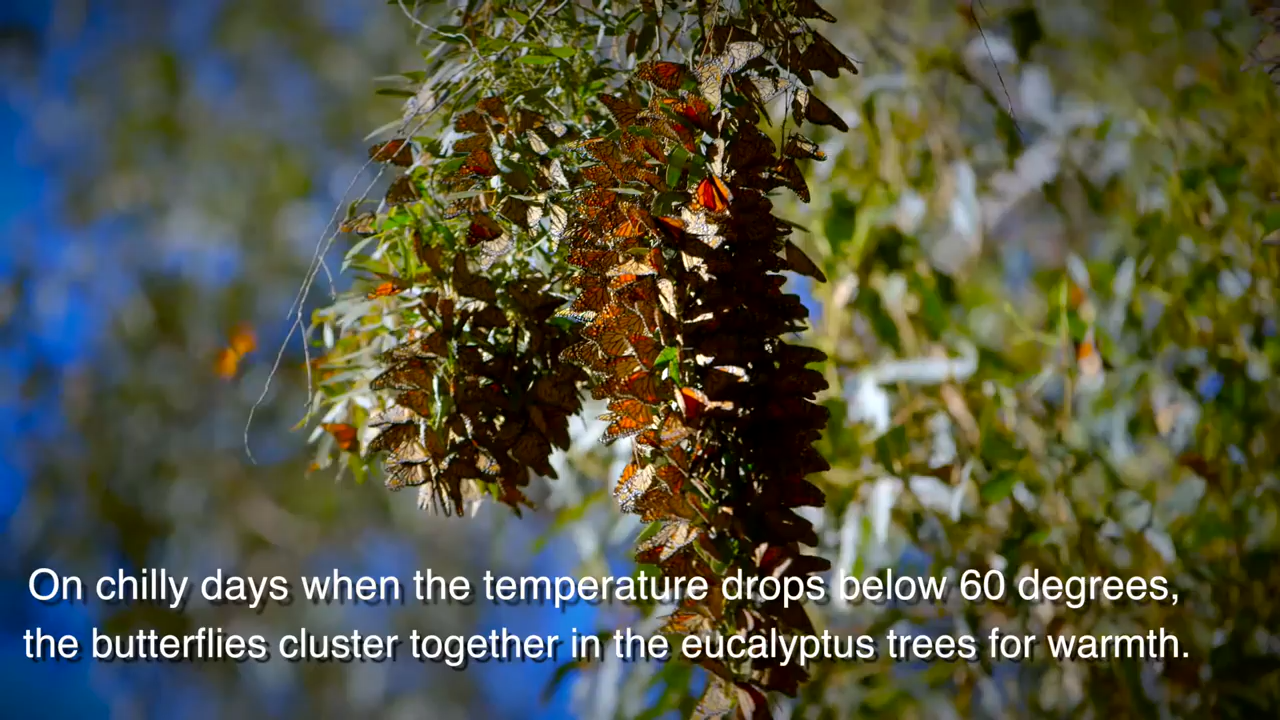 On chilly days when the temperature drops below 60 degrees,
the butterflies cluster together in the eucalyptus trees for warmth.